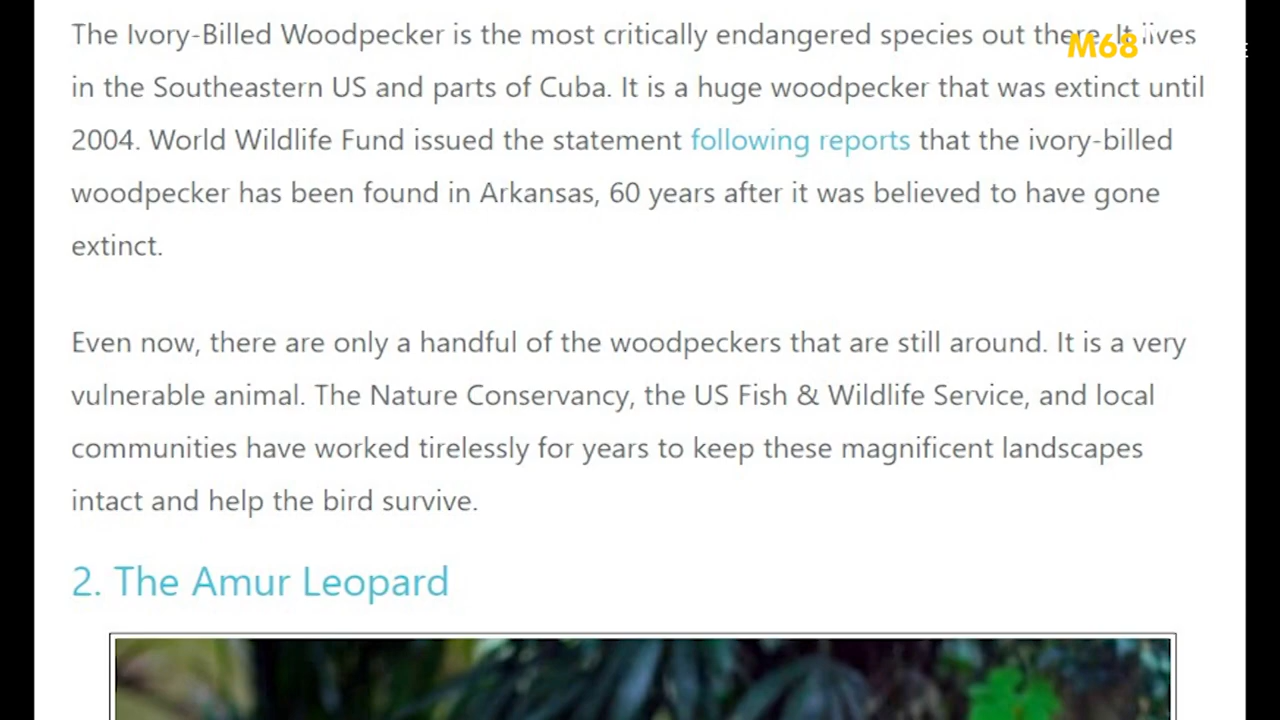 The Ivory-Billed Woodpecker is the most critically endangered species out there. It lives
M68
in the Southeastern US and parts of Cuba. It is a huge woodpecker that was extinct until
2004. World Wildlife Fund issued the statement following reports that the ivory-billed
woodpecker has been found in Arkansas, 60 years after it was believed to have gone
extinct.
Even now, there are only a handful of the woodpeckers that are still around. It is a very
vulnerable animal. The Nature Conservancy, the US Fish & Wildlife Service, and local
communities have worked tirelessly for years to keep these magnificent landscapes
intact and help the bird survive.
2. The Amur Leopard